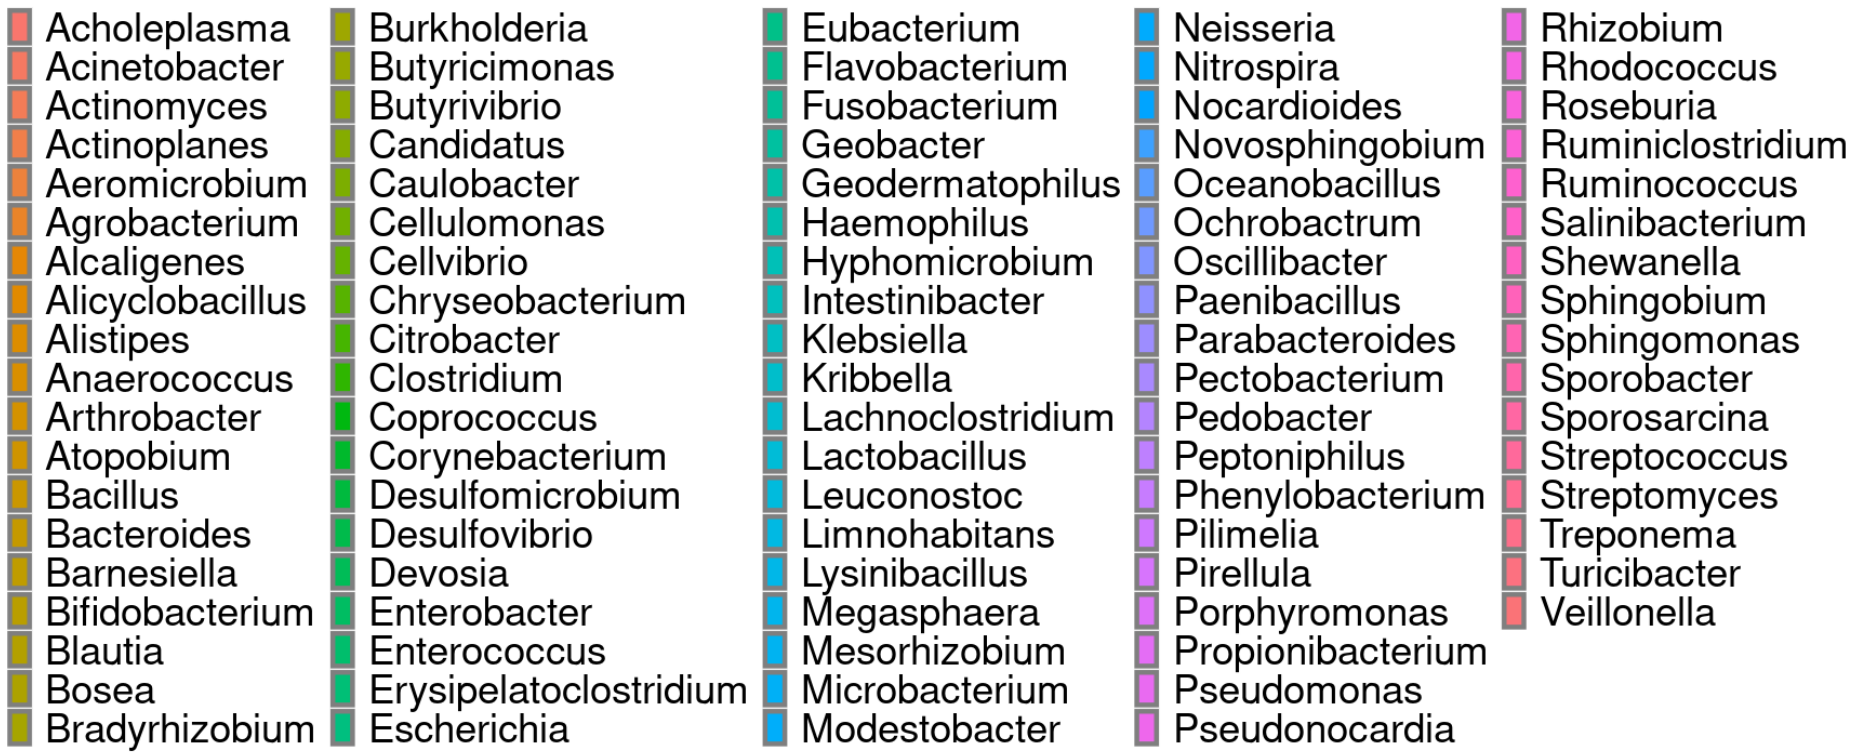 Acholeplasma
Acinetobacter
Actinomyces
Actinoplanes
Aeromicrobium
Agrobacterium
Alcaligenes
Alicyclobacillus
Alistipes
Anaerococcus
Arthrobacter
Atopobium
Bacillus
Bacteroides
Barnesiella
Bifidobacterium
Blautia
Bosea
Bradyrhizobium
Burkholderia
Butyricimonas
Butyrivibrio
Candidatus
Caulobacter
Cellulomonas
Cellvibrio
Chryseobacterium
Citrobacter
Clostridium
Coprococcus
Corynebacterium
Desulfomicrobium
Desulfovibrio
Devosia
Enterobacter
Enterococcus
Erysipelatoclostridium
Escherichia
Eubacterium
Flavobacterium
Fusobacterium
Geobacter
Geodermatophilus
Haemophilus
Hyphomicrobium
Intestinibacter
Klebsiella
Kribbella
Lachnoclostridium
Lactobacillus
Leuconostoc
Limnohabitans
Lysinibacillus
Megasphaera
Mesorhizobium
Microbacterium
Modestobacter
Neisseria
Nitrospira
Nocardioides
Novosphingobium
Oceanobacillus
Ochrobactrum
Oscillibacter
Paenibacillus
Parabacteroides
Pectobacterium
Pedobacter
Peptoniphilus
Phenylobacterium
Pilimelia
Pirellula
Porphyromonas
Propionibacterium
Pseudomonas
Pseudonocardia
Rhizobium
Rhodococcus
Roseburia
Ruminiclostridium
Ruminococcus
Salinibacterium
Shewanella
Sphingobium
Sphingomonas
Sporobacter
Sporosarcina
Streptococcus
Streptomyces
Treponema
Turicibacter
Veillonella